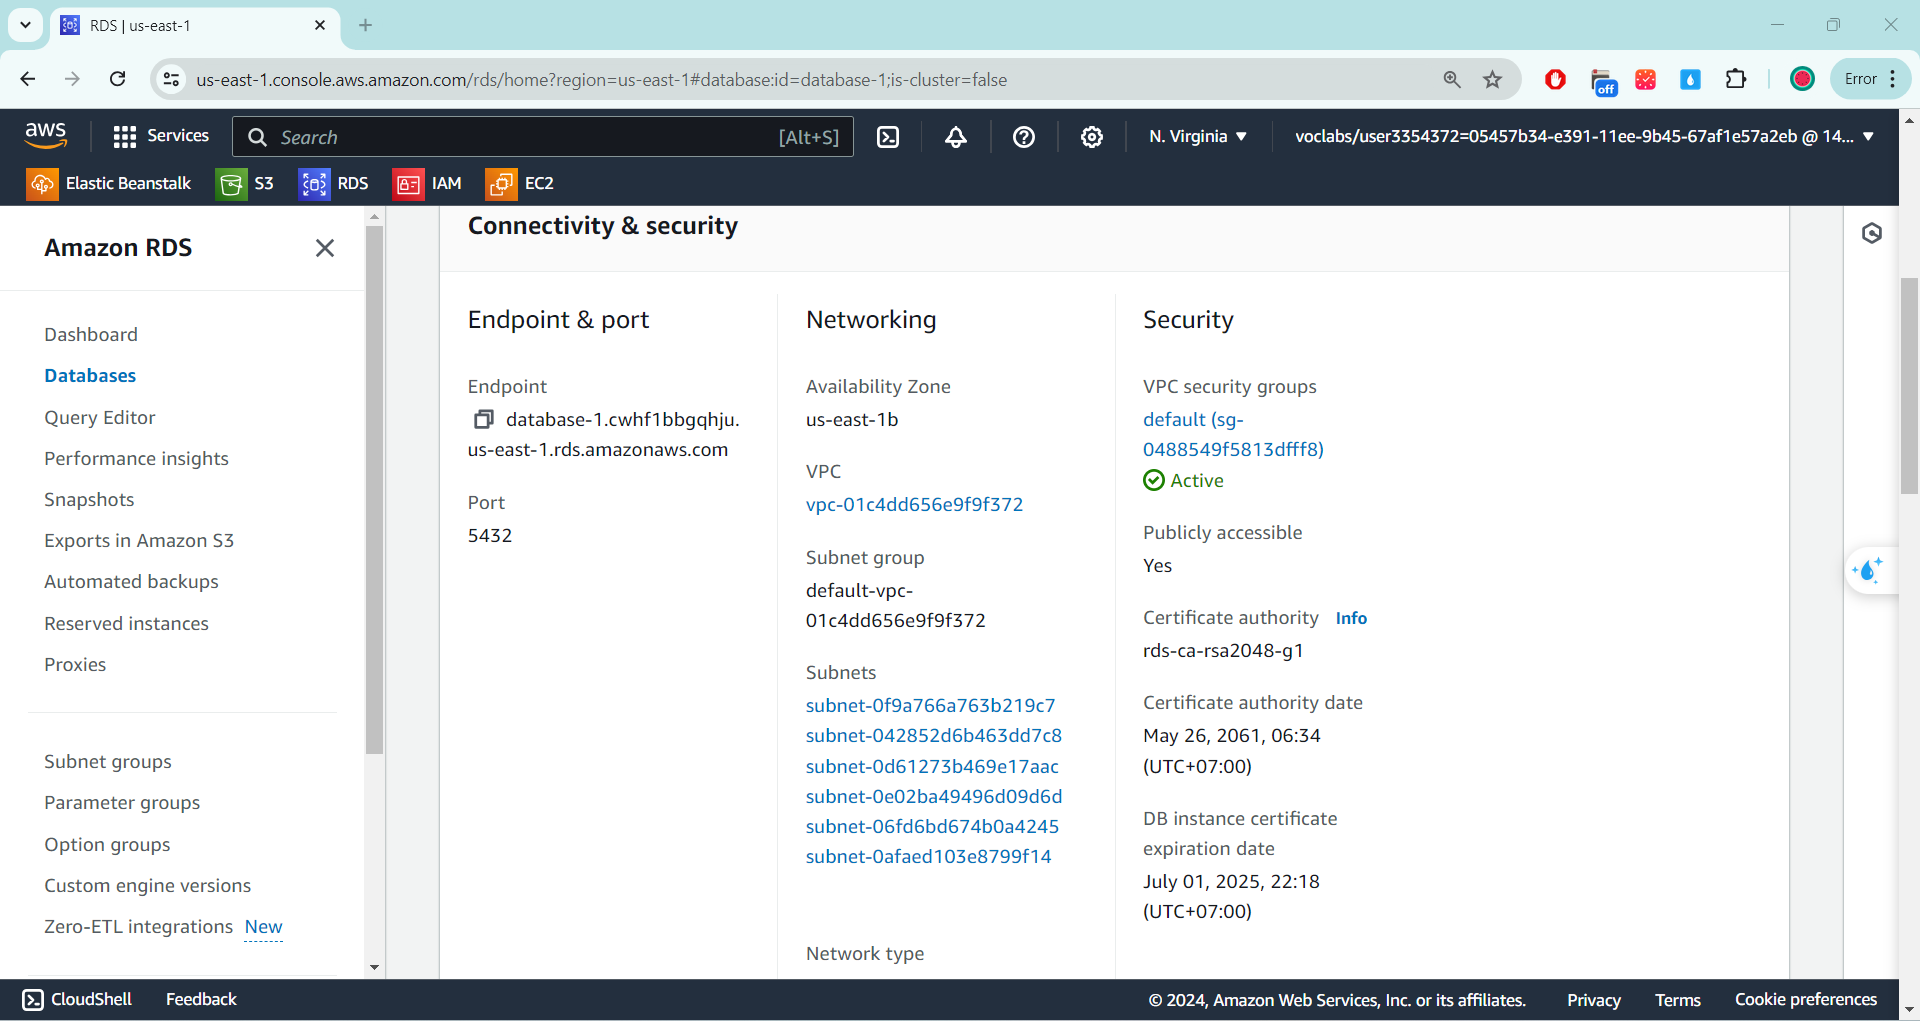 RDS | us-east-1
us-east-1.console.aws.amazon.com/rds/home?region=us-east-1#database:id=database-1;is-cluster=false
off
Error
aws
Services
Search
[Alt+S]
N. Virginia
voclabs/user3354372=05457b34-e391-11ee-9b45-67af1e57a2eb @ 14...
Elastic Beanstalk
S3
RDS
IAM
EC2
Amazon RDS
Dashboard
Databases
Query Editor
Performance insights
Snapshots
Exports in Amazon S3
Automated backups
Reserved instances
Proxies
Subnet groups
Parameter groups
Option groups
Custom engine versions
Zero-ETL integrations New
Connectivity & security
Endpoint & port
Endpoint
database-1.cwhf1bbgqhju.
us-east-1.rds.amazonaws.com
Port
5432
Networking
Availability Zone
us-east-1b
VPC
vpc-01c4dd656e9f9f372
Subnet group
default-vpc-
01c4dd656e9f9f372
Subnets
subnet-0f9a766a763b219c7
subnet-042852d6b463dd7c8
subnet-0d61273b469e17aac
subnet-0e02ba49496d09d6d
subnet-06fd6bd674b0a4245
subnet-0afaed103e8799f14
Network type
Security
VPC security groups
default (sg-
0488549f5813dfff8)
Active
Publicly accessible
Yes
Certificate authority Info
rds-ca-rsa2048-g1
Certificate authority date
May 26, 2061, 06:34
(UTC+07:00)
DB instance certificate
expiration date
July 01, 2025, 22:18
(UTC+07:00)
CloudShell
Feedback
© 2024, Amazon Web Services, Inc. or its affiliates.
Privacy
Terms
Cookie preferences